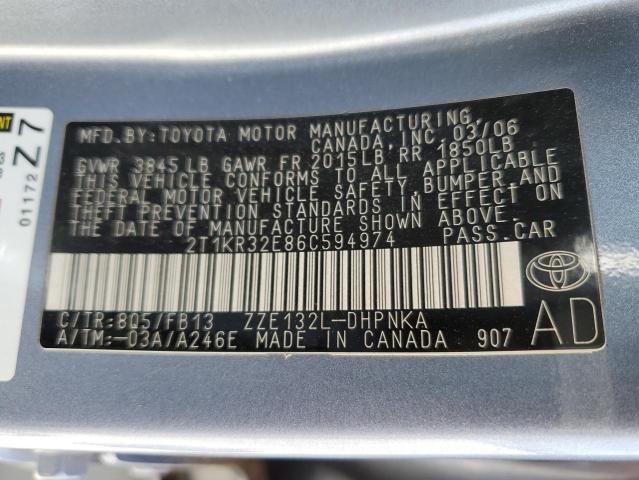 MFD.BY:TOYOTA MOTOR MANUFACTURING,
CANADA, INC. 03/06
GVWR 3845 LB GAWR FR 2015LB RR 1850LB
THIS VEHICLE CONFORMS TO ALL APPLICABLE
FEDERAL MOTOR VEHICLE SAFETY, BUMPER AND
THEFT PREVENTION STANDARDS IN EFFECT ON
THE DATE OF MANUFACTURE SHOWN ABOVE.
2T1KR32E86C594974 PASS.CAR
C/TR:8Q5/FB13 ZZE132L-DHPNKA
A/TM:-03A/A246E MADE IN CANADA 907
AD
01172 Z 7